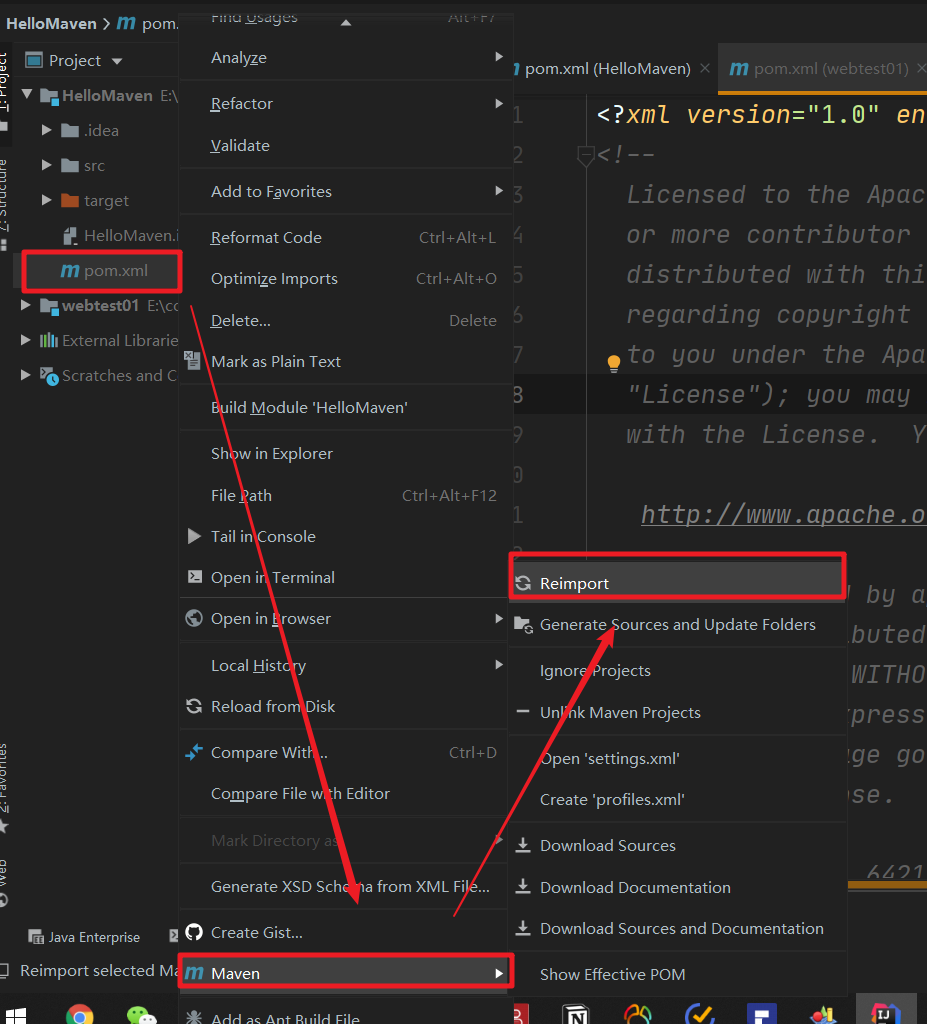 HelloMaven
pom.
Project
HelloMaven E:\
.idea
src
target
HelloMaven.i
pom.xml
webtest01 E:\co
External Librarie
Scratches and C
Java Enterprise
Reimport selected Ma
1: Project
7: Structure
2: Favorites
Web
Find Usages Alt+F7
Analyze
Refactor
Validate
Add to Favorites
Reformat Code Ctrl+Alt+L
Optimize Imports Ctrl+Alt+O
Delete... Delete
Mark as Plain Text
Build Module 'HelloMaven'
Show in Explorer
File Path Ctrl+Alt+F12
Tail in Console
Open in Terminal
Open in Browser
Local History
Reload from Disk
Compare With... Ctrl+D
Compare File with Editor
Mark Directory as
Generate XSD Schema from XML File...
Create Gist...
Maven
Add as Ant Build File
Reimport
Generate Sources and Update Folders
Ignore Projects
Unlink Maven Projects
Open 'settings.xml'
Create 'profiles.xml'
Download Sources
Download Documentation
Download Sources and Documentation
Show Effective POM
pom.xml (HelloMaven)
pom.xml (webtest01)
1 <?xml version="1.0" en
2 <!--
3 Licensed to the Apac
4 or more contributor
5 distributed with thi
6 regarding copyright
7 to you under the Apa
8 "License"); you may
9 with the License. Y
0
1 http://www.apache.o
d by a
buted
WITHO
xpress
ge go
se.
6421